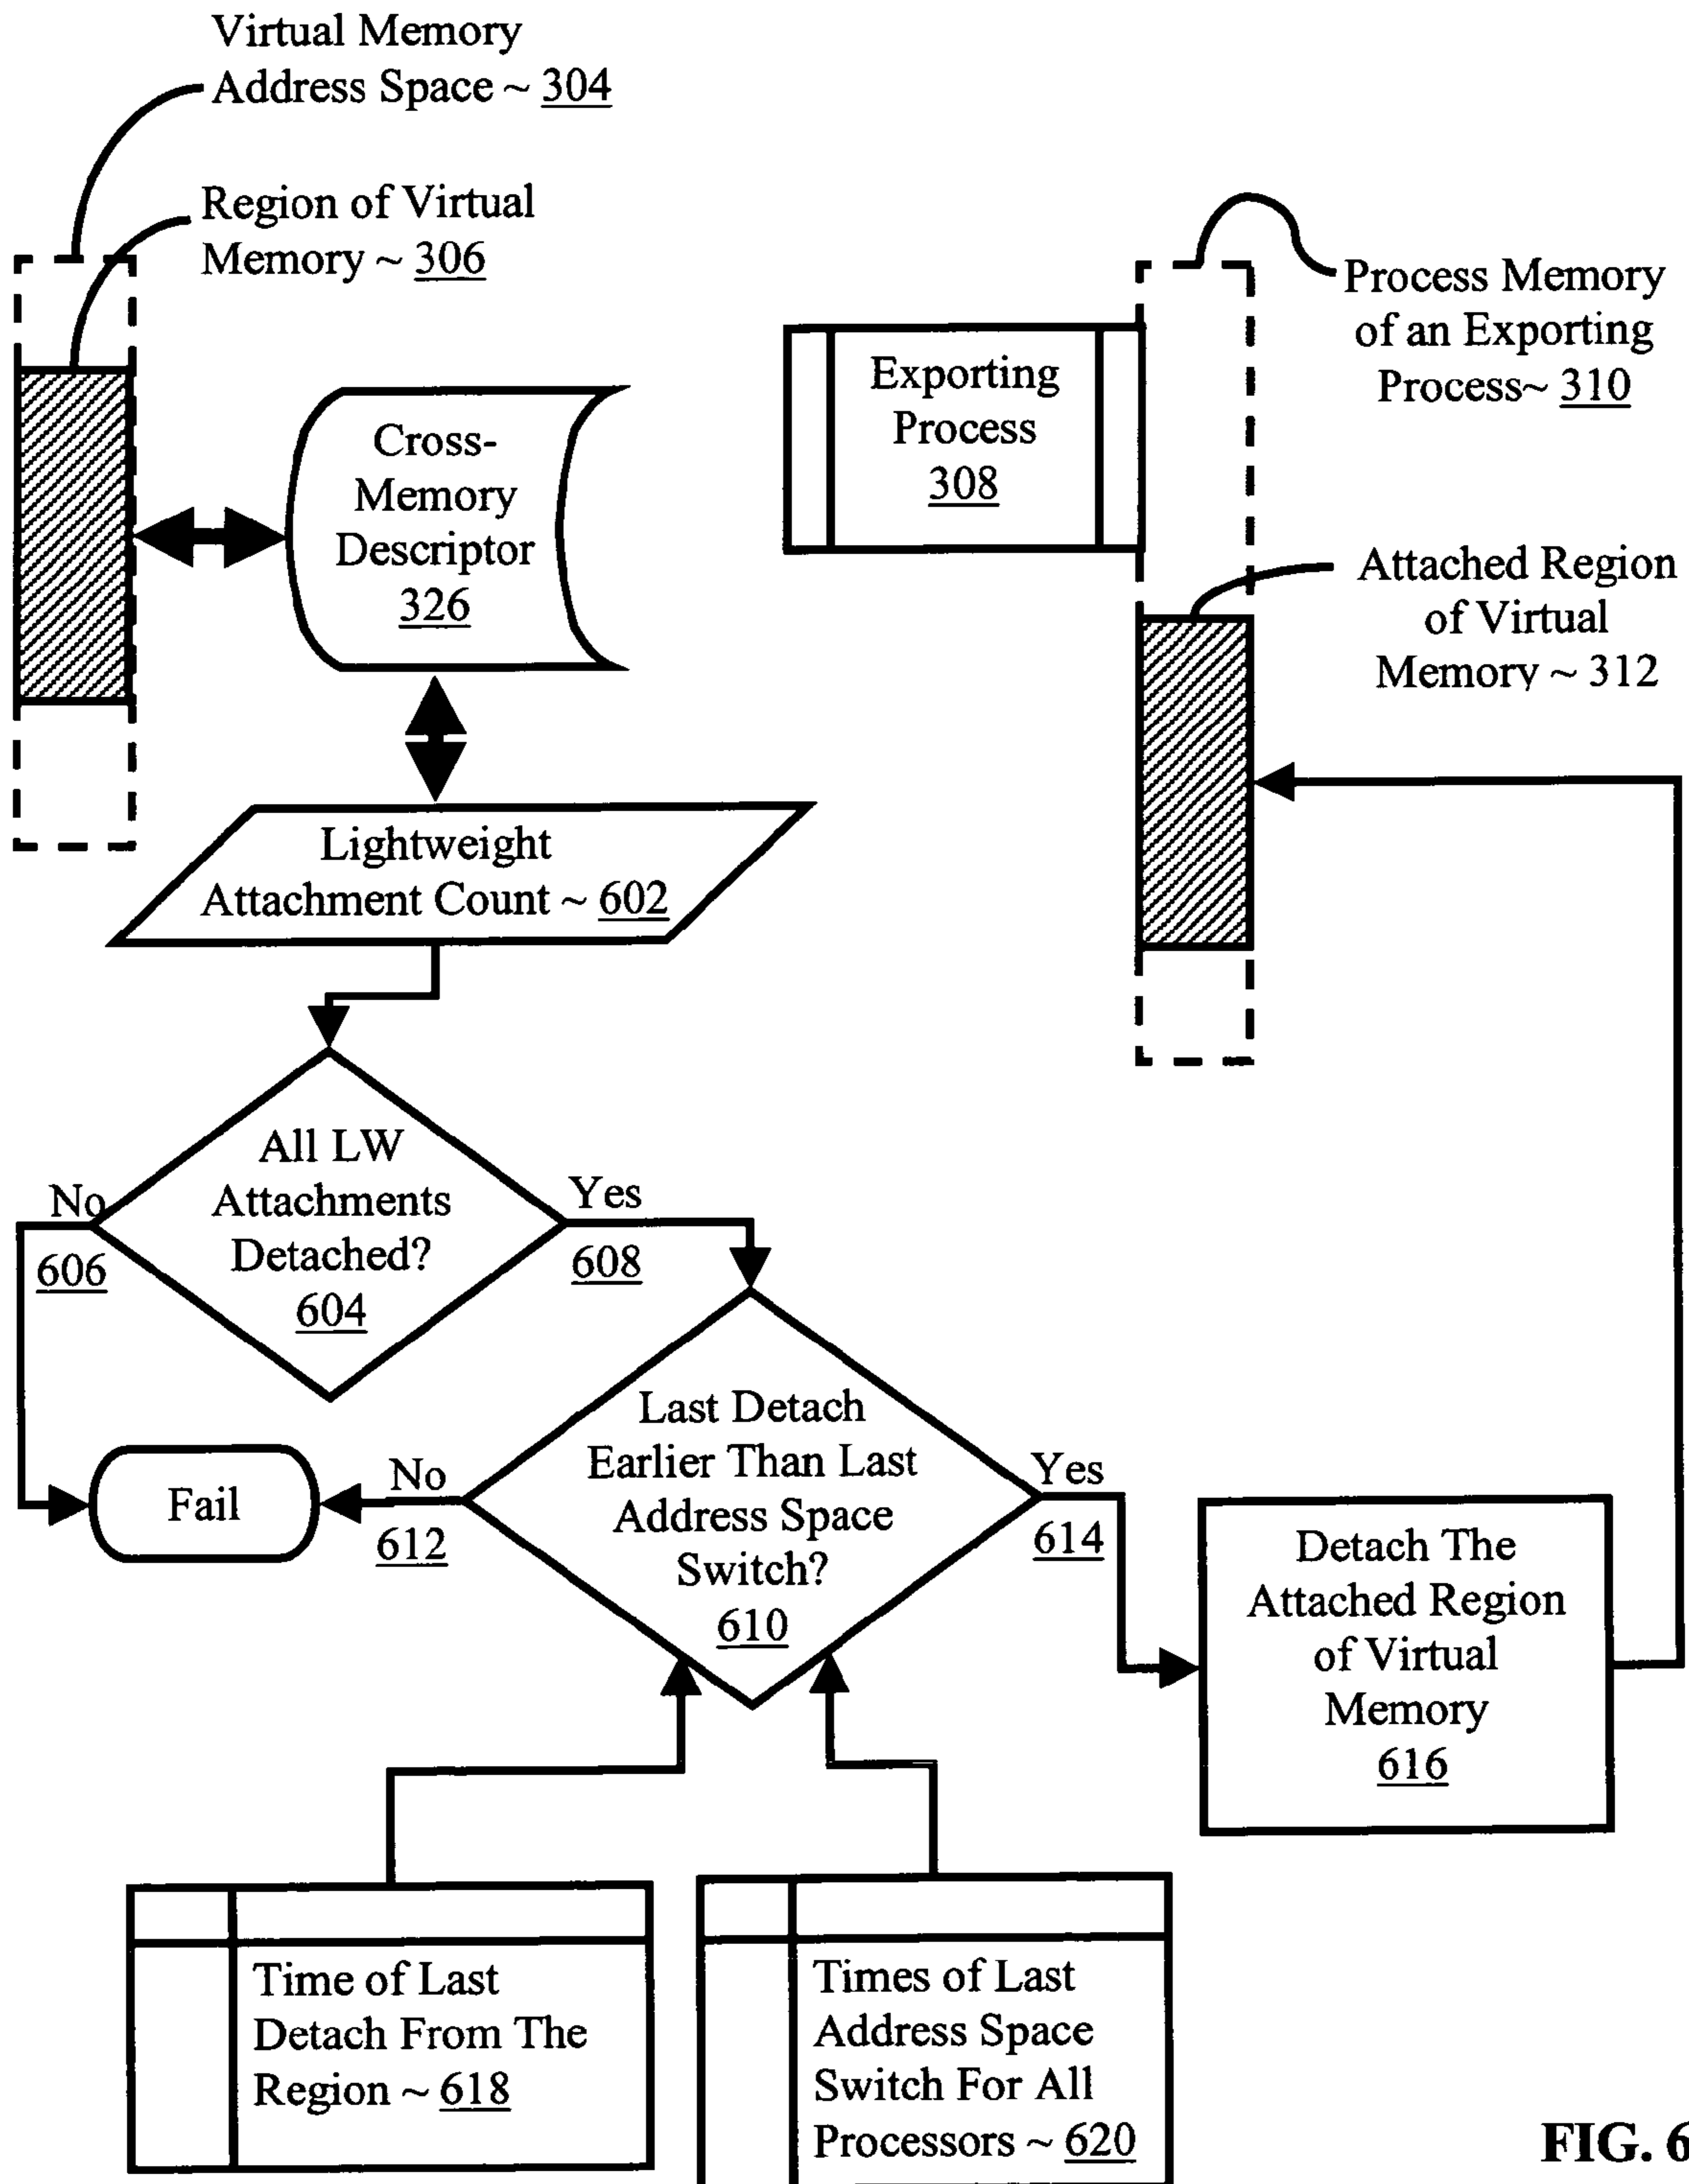 Virtual Memory
Address Space ~ 304
Region of Virtual
Memory ~ 306
Process Memory
of an Exporting
Process~ 310
Exporting
Process
308
Cross-
Memory
Descriptor
326
Attached Region
of Virtual
Memory ~ 312
Lightweight
Attachment Count ~ 602
All LW
Attachments
Detached?
604
No
606
Yes
608
Last Detach
Earlier Than Last
Address Space
Switch?
610
Fail
No
612
Yes
614
Detach The
Attached Region
of Virtual
Memory
616
Time of Last
Detach From The
Region ~ 618
Times of Last
Address Space
Switch For All
Processors ~ 620
FIG. 6